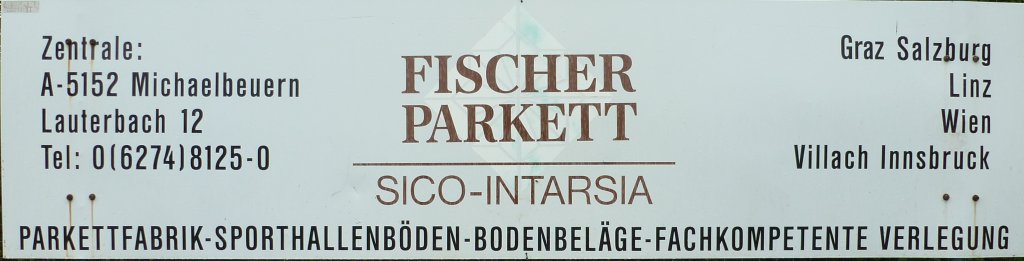 Zentrale:
A-5152 Michaelbeuern
Lauterbach 12
Tel: 0(6274)8125-0
FISCHER
PARKETT
SICO-INTARSIA
Graz Salzburg
Linz
Wien
Villach Innsbruck
PARKETTFABRIK-SPORTHALLENBÖDEN-BODENBELÄGE-FACHKOMPETENTE VERLEGUNG